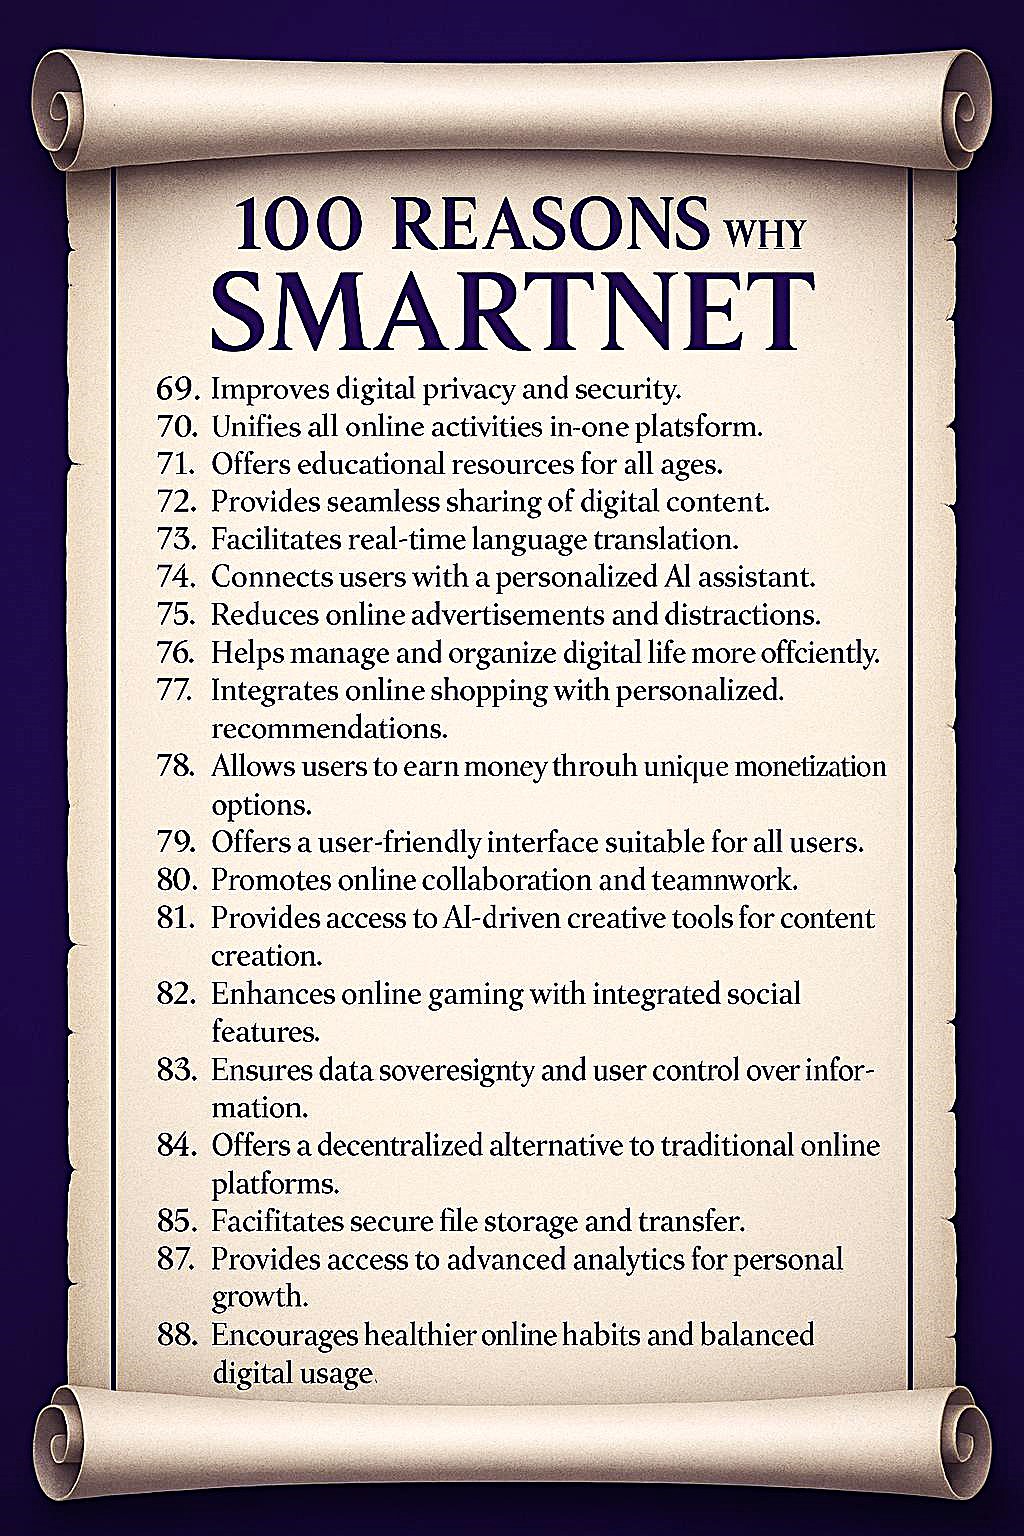 100 REASONS WHY
SMARTNET
69. Improves digital privacy and security.
70. Unifies all online activities in-one platsform.
71. Offers educational resources for all ages.
72. Provides seamless sharing of digital content.
73. Facilitates real-time language translation.
74. Connects users with a personalized AI assistant.
75. Reduces online advertisements and distractions.
76. Helps manage and organize digital life more offciently.
77. Integrates online shopping with personalized.
recommendations.
78. Allows users to earn money throuh unique monetization
options.
79. Offers a user-friendly interface suitable for all users.
80. Promotes online collaboration and teamnwork.
81. Provides access to AI-driven creative tools for content
creation.
82. Enhances online gaming with integrated social
features.
83. Ensures data soveresignty and user control over infor-
mation.
84. Offers a decentralized alternative to traditional online
platforms.
85. Facifitates secure file storage and transfer.
87. Provides access to advanced analytics for personal
growth.
88. Encourages healthier online habits and balanced
digital usage.